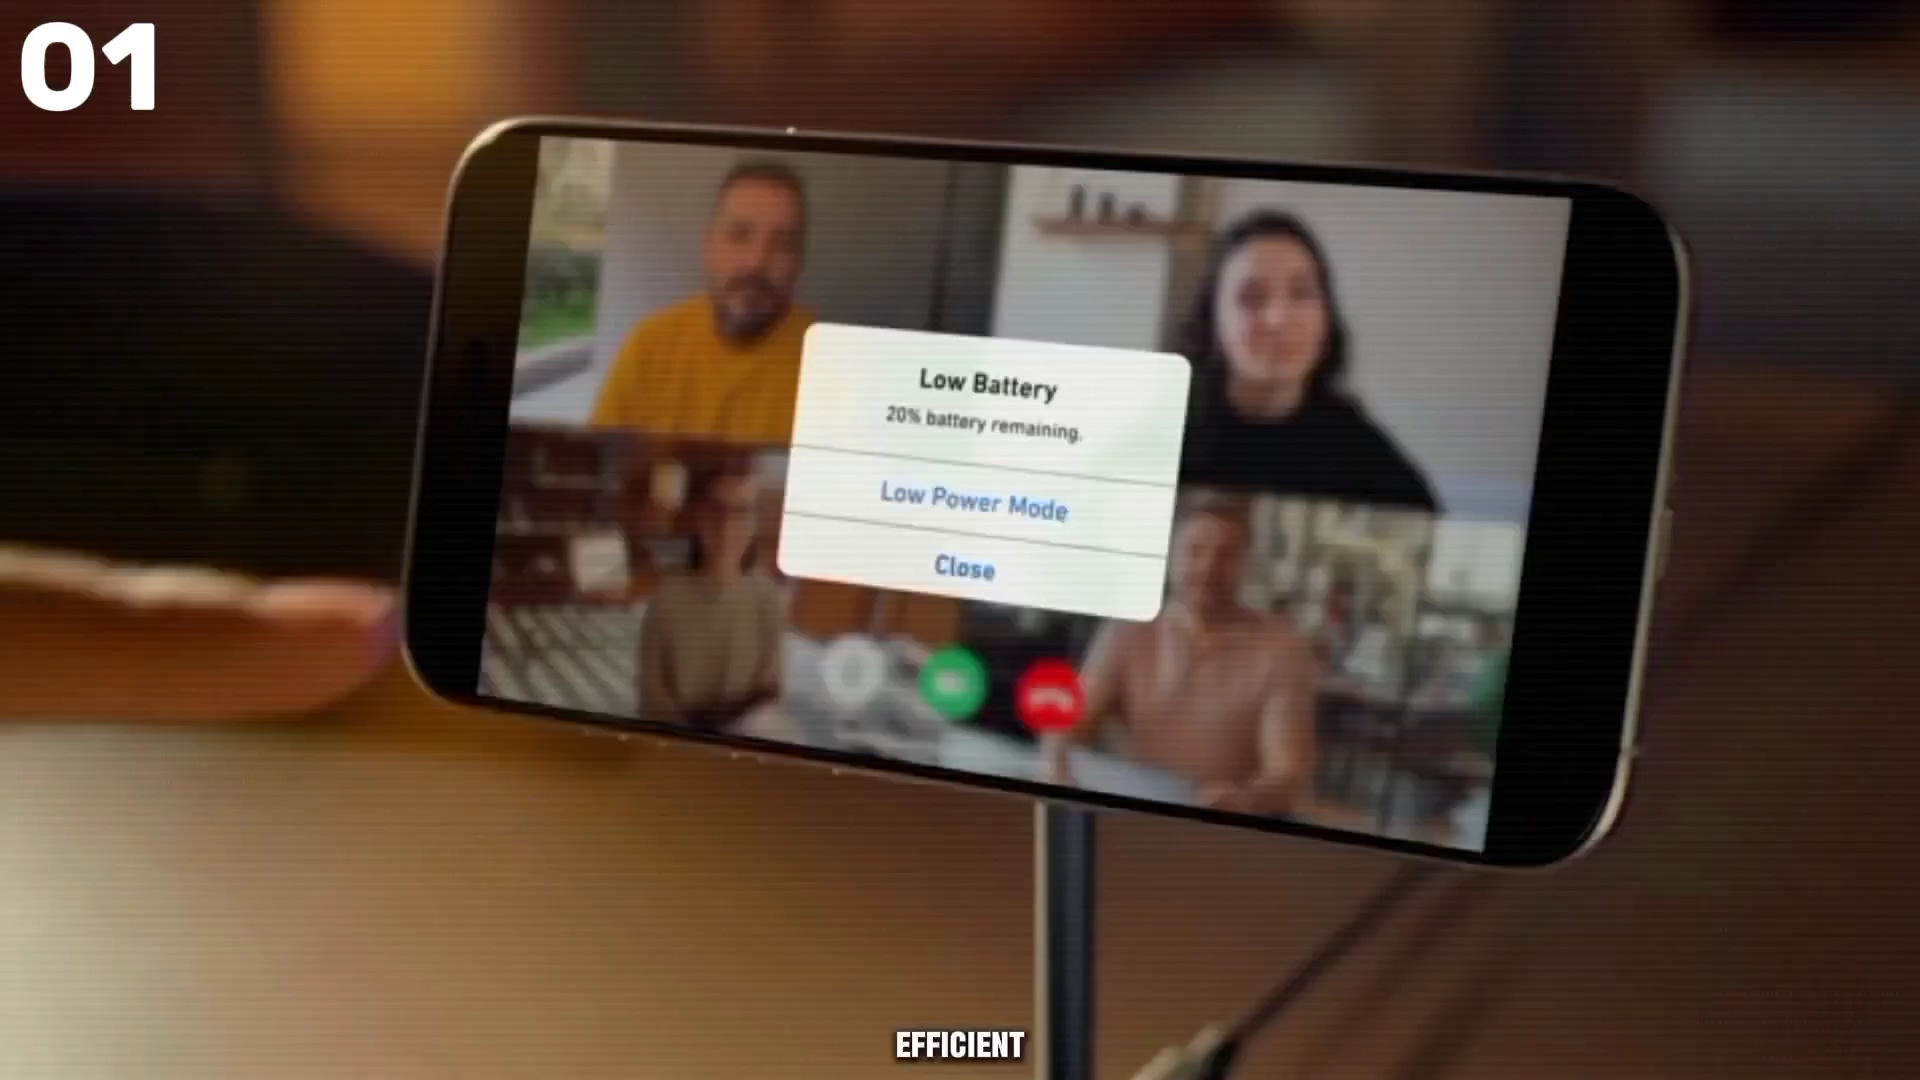 01
Low Battery
20% battery remaining.
Low Power Mode
Close
EFFICIENT